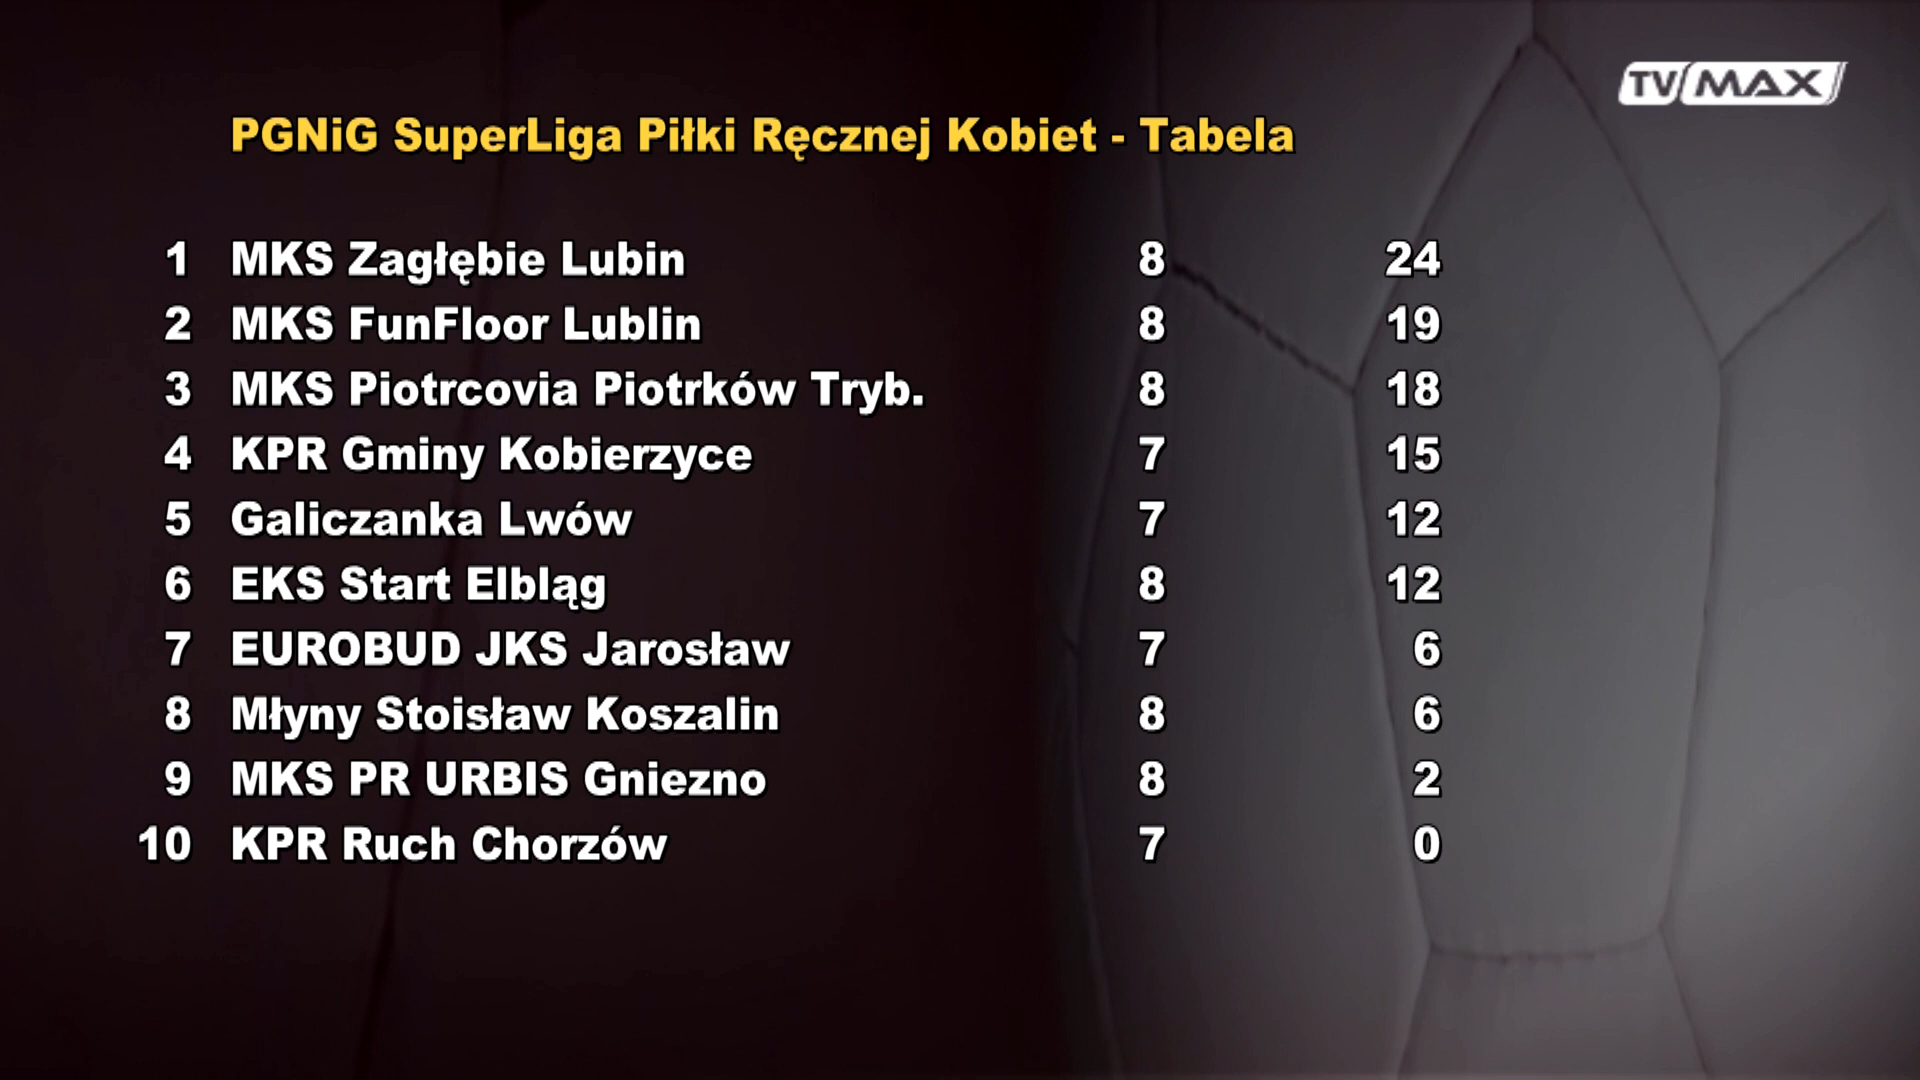 TV MAX
PGNiG SuperLiga Piłki Ręcznej Kobiet - Tabela
1 MKS Zagłębie Lubin 8 24
2 MKS FunFloor Lublin 8 19
3 MKS Piotrcovia Piotrków Tryb. 8 18
4 KPR Gminy Kobierzyce 7 15
5 Galiczanka Lwów 7 12
6 EKS Start Elbląg 8 12
7 EUROBUD JKS Jarosław 7 6
8 Młyny Stoisław Koszalin 8 6
9 MKS PR URBIS Gniezno 8 2
10 KPR Ruch Chorzów 7 0